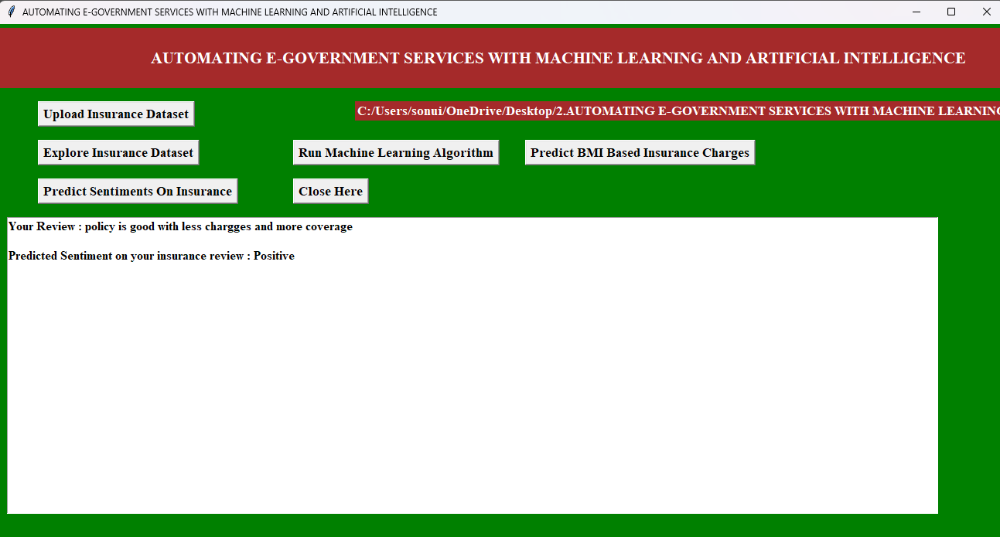 AUTOMATING E-GOVERNMENT SERVICES WITH MACHINE LEARNING AND ARTIFICIAL INTELLIGENCE
AUTOMATING E-GOVERNMENT SERVICES WITH MACHINE LEARNING AND ARTIFICIAL INTELLIGENCE
Upload Insurance Dataset
C:/Users/sonui/OneDrive/Desktop/2.AUTOMATING E-GOVERNMENT SERVICES WITH MACHINE LEARNING
Explore Insurance Dataset
Run Machine Learning Algorithm
Predict BMI Based Insurance Charges
Predict Sentiments On Insurance
Close Here
Your Review : policy is good with less chargges and more coverage
Predicted Sentiment on your insurance review : Positive